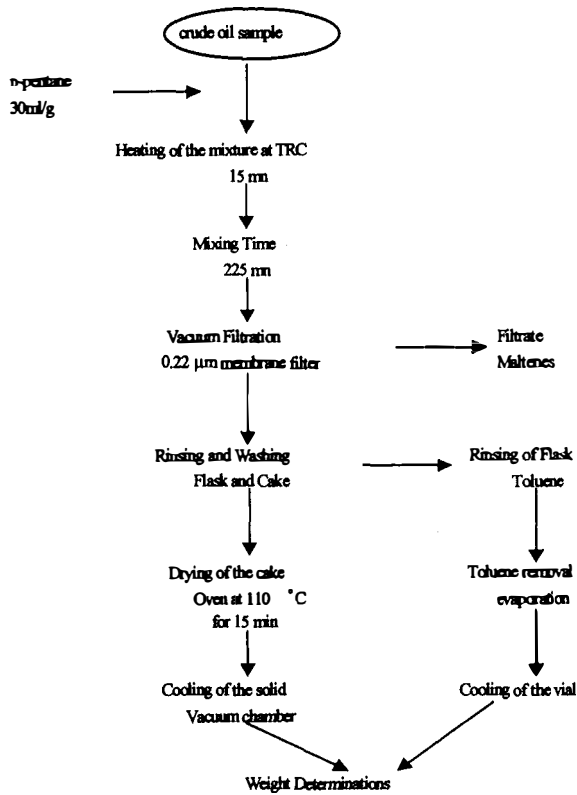 crude oil sample
n-pentane
30ml/g
Heating of the mixture at TRC
15 mn
Mixing Time
225 mn
Vacuum Filtration
0.22 μm membrane filter
Filtrate
Maltenes
Rinsing and Washing
Flask and Cake
Rinsing of Flask
Toluene
Drying of the cake
Oven at 110 °C
for 15 min
Toluene removal
evaporation
Cooling of the solid
Vacuum chamber
Cooling of the vial
Weight Determinations